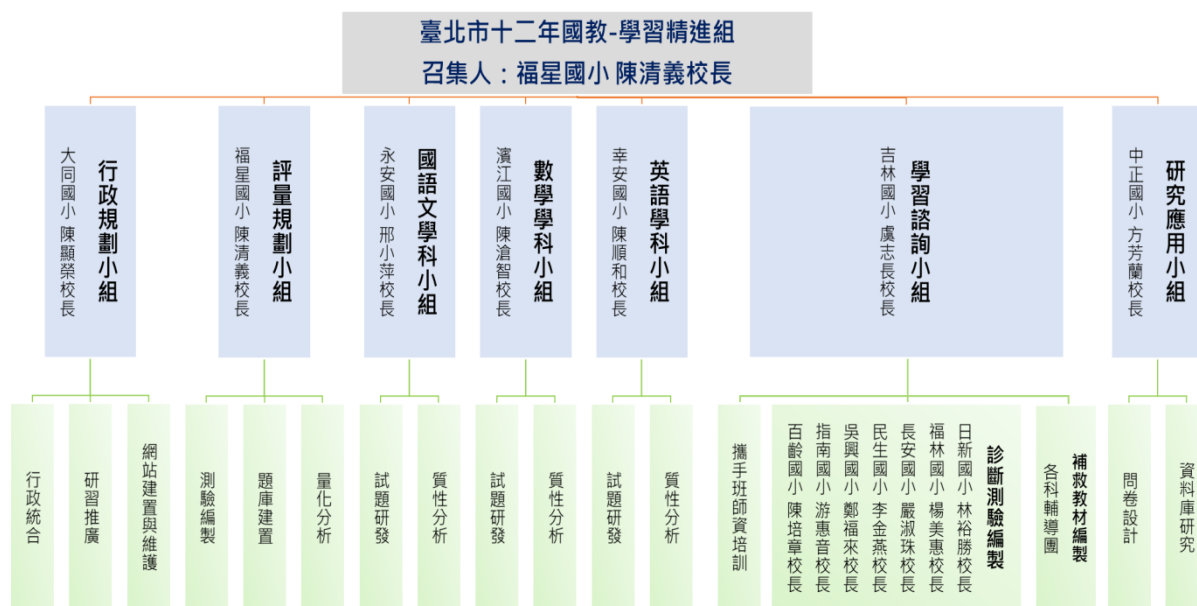 臺北市十二年國教-學習精進組
召集人：福星國小 陳清義校長
行政規劃小組
大同國小 陳顯榮校長
評量規劃小組
福星國小 陳清義校長
國語文學科小組
永安國小 邢小萍校長
數學學科小組
濱江國小 陳滄智校長
英語學科小組
幸安國小 陳順和校長
學習諮詢小組
吉林國小 虞志長校長
研究應用小組
中正國小 方芳蘭校長
行政統合
研習推廣
網站建置與維護
測驗編製
題庫建置
量化分析
試題研發
質性分析
試題研發
質性分析
試題研發
質性分析
攜手班師資培訓
診斷測驗編製
日新國小 林裕勝校長
福林國小 楊美惠校長
長安國小 嚴淑珠校長
民生國小 李金燕校長
吳興國小 鄭福來校長
指南國小 游惠音校長
百齡國小 陳培章校長
補救教材編製
各科輔導團
問卷設計
資料庫研究